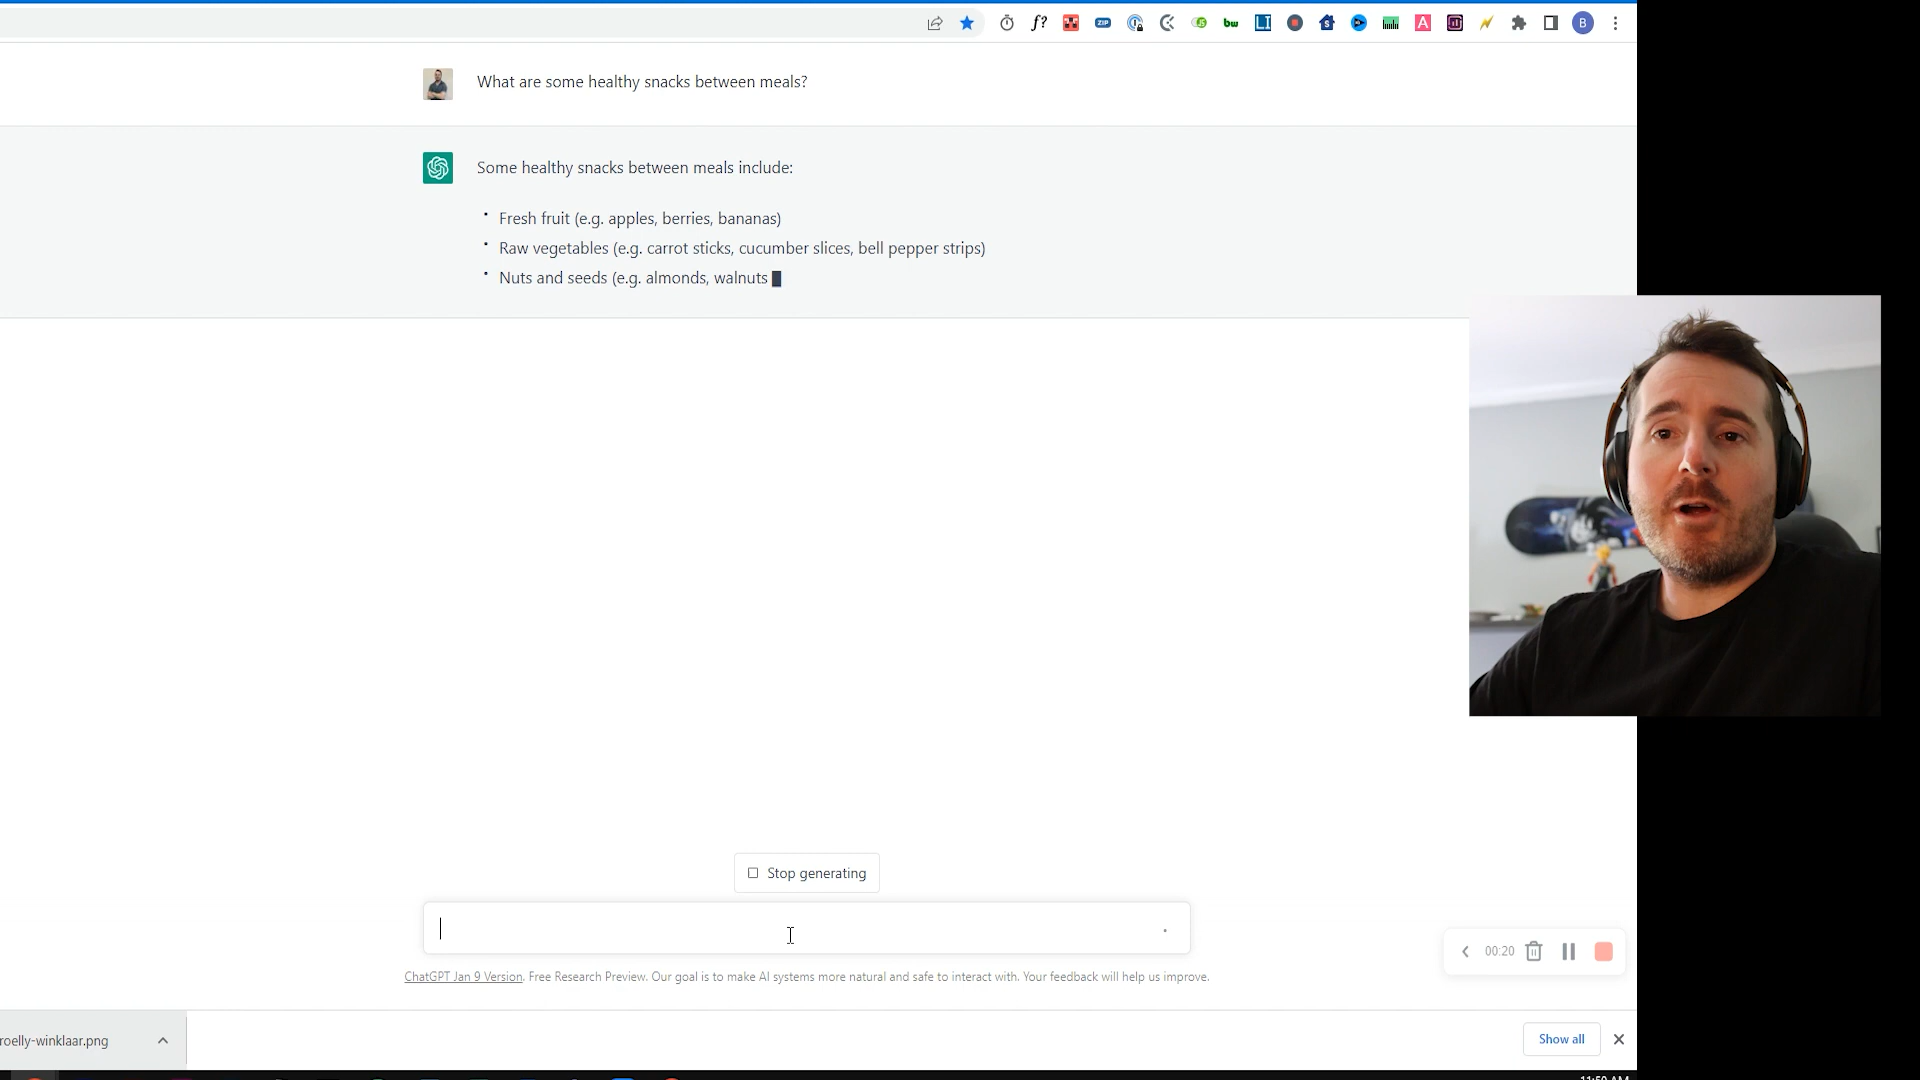 f?
ZIP
bw
LI
A
B
What are some healthy snacks between meals?
Some healthy snacks between meals include:
• Fresh fruit (e.g. apples, berries, bananas)
• Raw vegetables (e.g. carrot sticks, cucumber slices, bell pepper strips)
• Nuts and seeds (e.g. almonds, walnuts
Stop generating
00:20
ChatGPT Jan 9 Version. Free Research Preview. Our goal is to make AI systems more natural and safe to interact with. Your feedback will help us improve.
roelly-winklaar.png
Show all